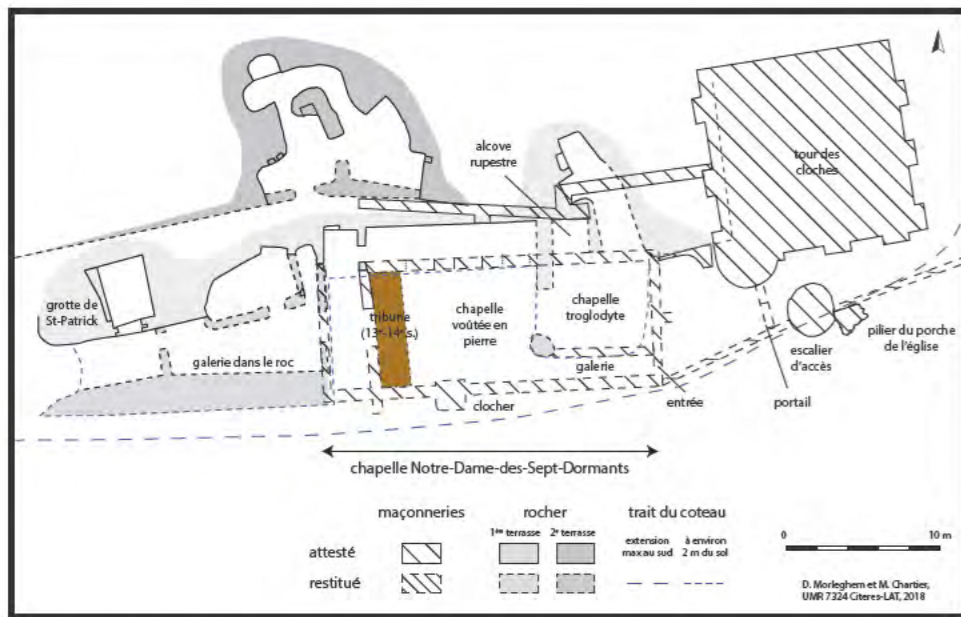 alcove
rupestre
tour des
cloches
grotte de
St-Patrick
tribune
(13e-14e s.)
chapelle
voûtée en
pierre
chapelle
troglodyte
galerie dans le roc
galerie
clocher
entrée
portail
escalier
d'accès
pilier du porche
de l'église
chapelle Notre-Dame-des-Sept-Dormants
maçonneries
rocher
trait du coteau
1ère terrasse
2e terrasse
extension
max au sud
à environ
2 m du sol
attesté
restitué
0
10 m
D. Morleghem et M. Chartier,
UMR 7324 Citeres-LAT, 2018